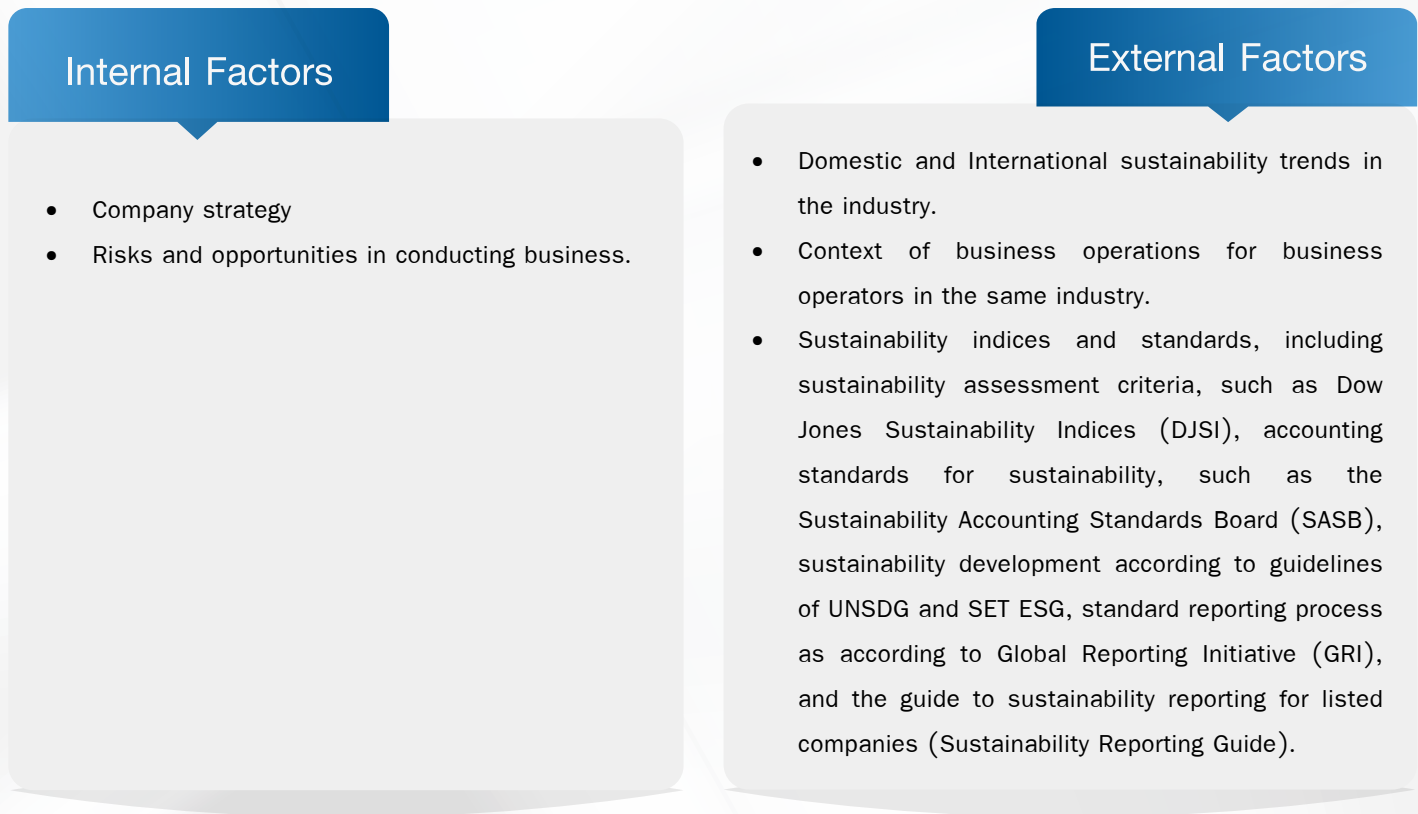 Internal Factors
• Company strategy
• Risks and opportunities in conducting business.
External Factors
• Domestic and International sustainability trends in
the industry.
• Context of business operations for business
operators in the same industry.
• Sustainability indices and standards, including
sustainability assessment criteria, such as Dow
Jones Sustainability Indices (DJSI), accounting
standards for sustainability, such as the
Sustainability Accounting Standards Board (SASB),
sustainability development according to guidelines
of UNSDG and SET ESG, standard reporting process
as according to Global Reporting Initiative (GRI),
and the guide to sustainability reporting for listed
companies (Sustainability Reporting Guide).